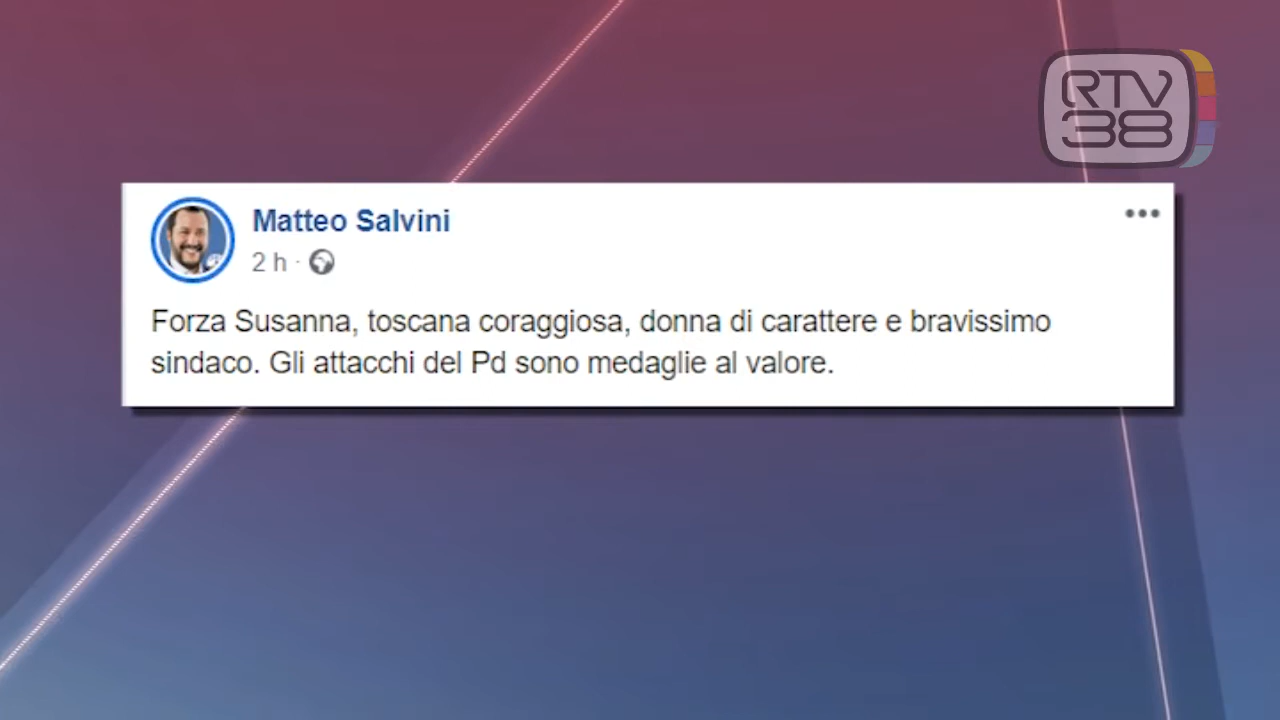 RTV
38
Matteo Salvini
2 h ·
Forza Susanna, toscana coraggiosa, donna di carattere e bravissimo
sindaco. Gli attacchi del Pd sono medaglie al valore.